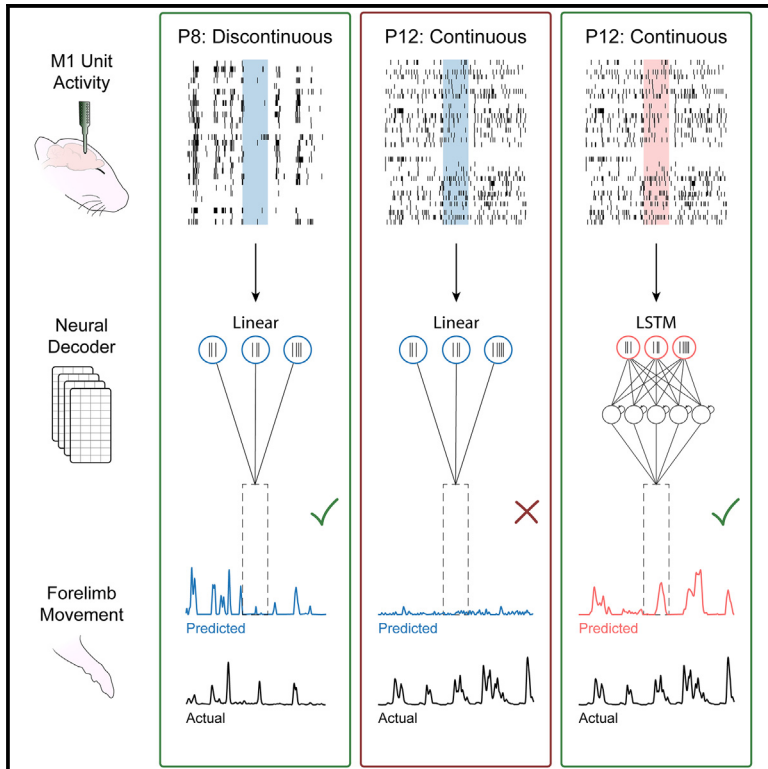 P8: Discontinuous
P12: Continuous
P12: Continuous
M1 Unit
Activity
Linear
Linear
LSTM
Neural
Decoder
Forelimb
Movement
Predicted
Predicted
Predicted
Actual
Actual
Actual